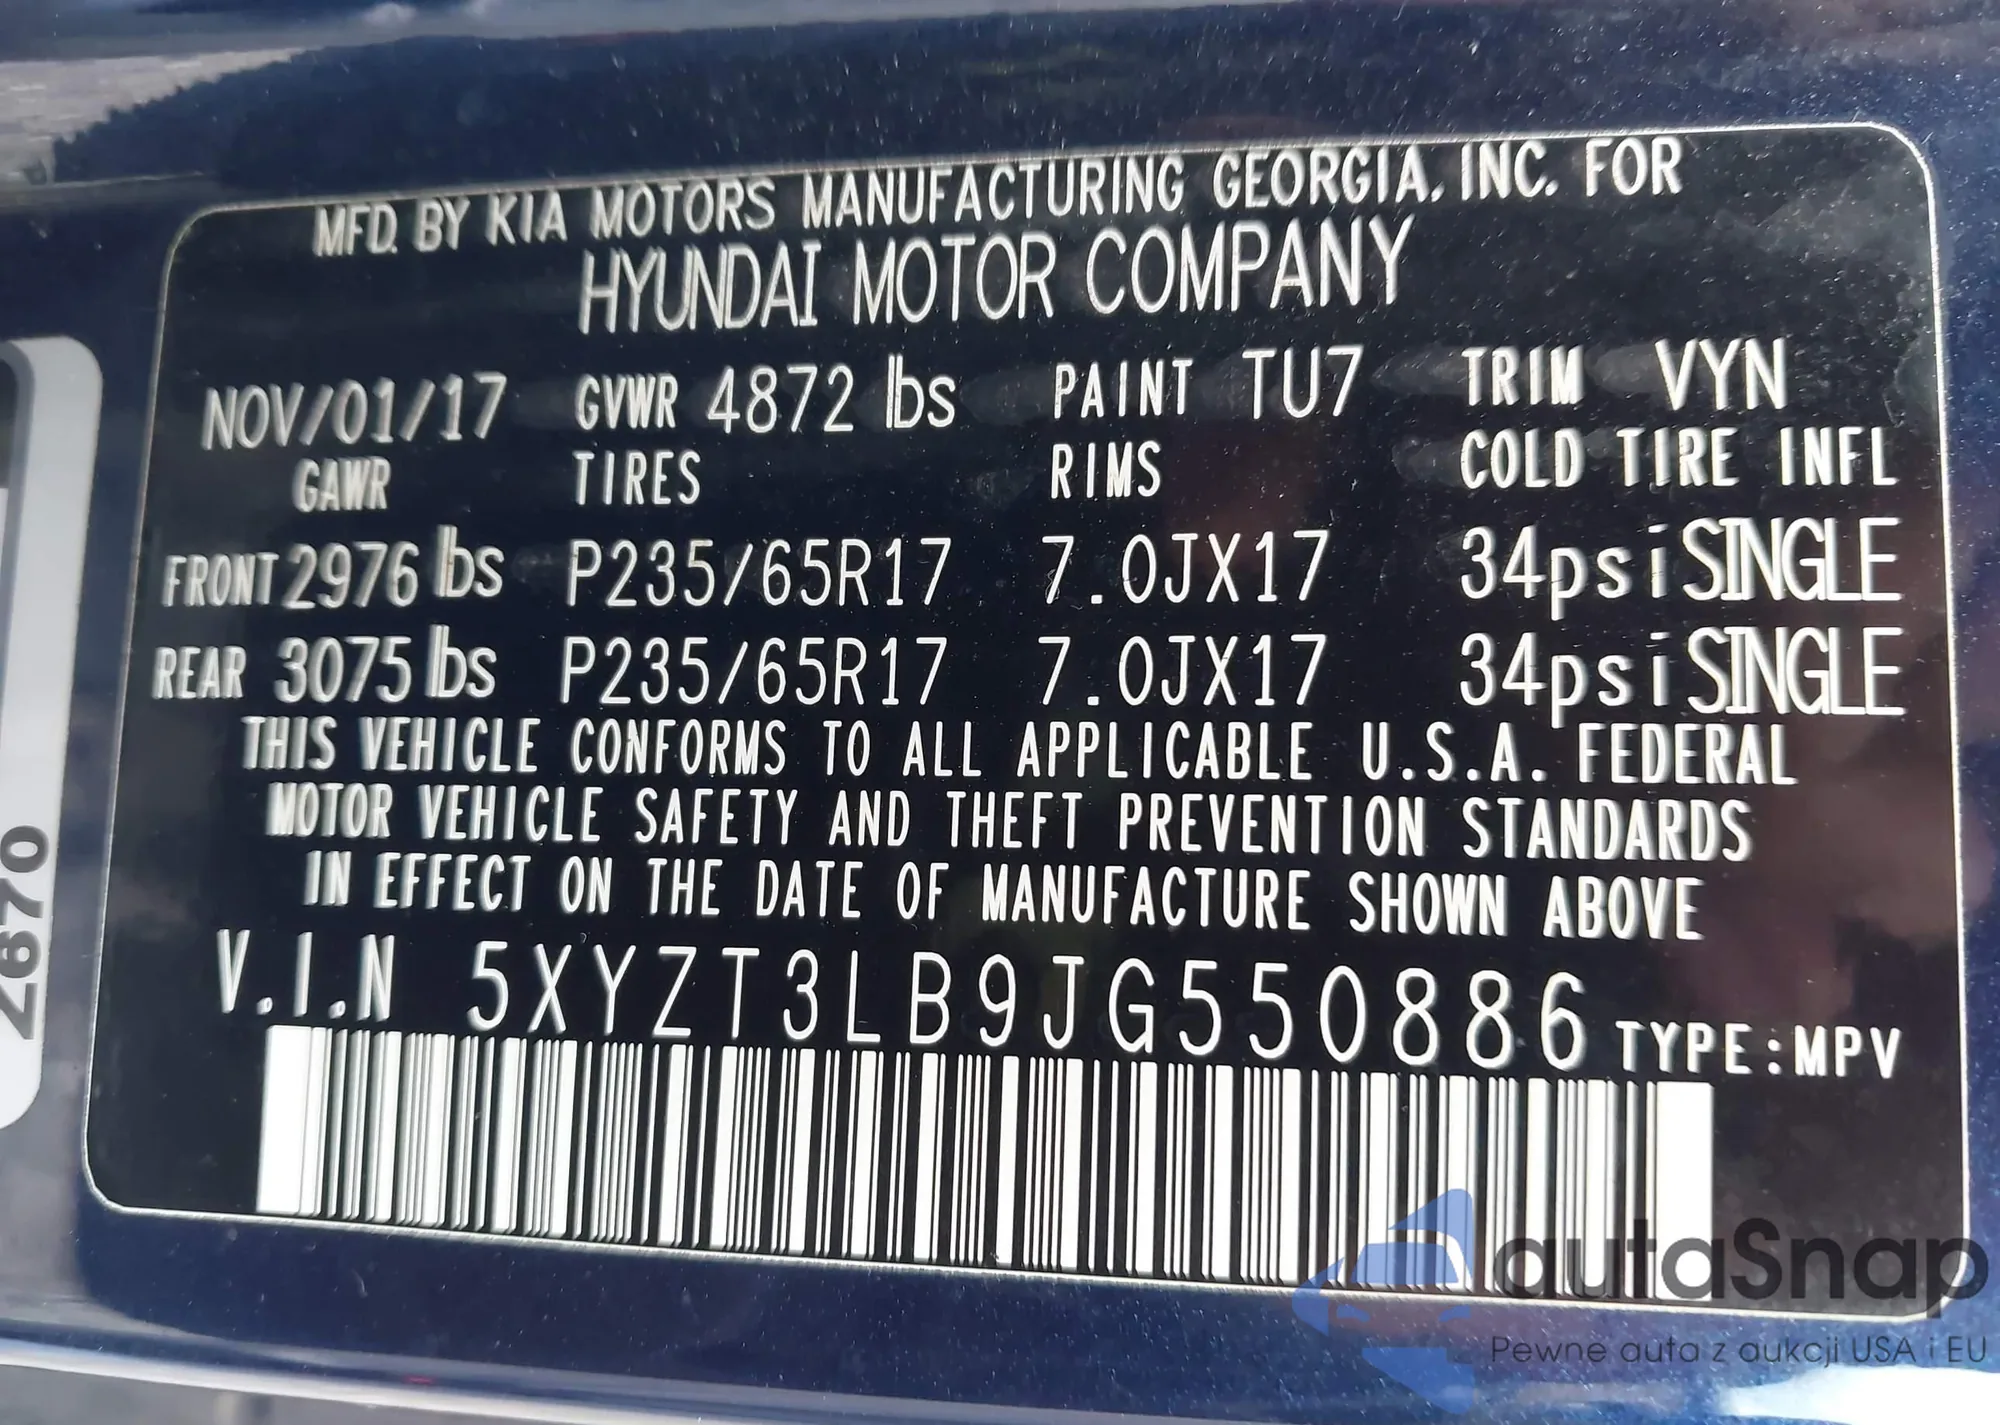 MFD. BY KIA MOTORS MANUFACTURING GEORGIA, INC. FOR
HYUNDAI MOTOR COMPANY
NOV/01/17 GVWR 4872 lbs PAINT TU7 TRIM VYN
GAWR TIRES RIMS COLD TIRE INFL
FRONT 2976 lbs P235/65R17 7.0JX17 34psi SINGLE
REAR 3075 lbs P235/65R17 7.0JX17 34psi SINGLE
THIS VEHICLE CONFORMS TO ALL APPLICABLE U.S.A. FEDERAL
MOTOR VEHICLE SAFETY AND THEFT PREVENTION STANDARDS
IN EFFECT ON THE DATE OF MANUFACTURE SHOWN ABOVE
V.I.N 5XYZT3LB9JG550886 TYPE:MPV
autaSnap
Pewne auta z aukcji USA i EU